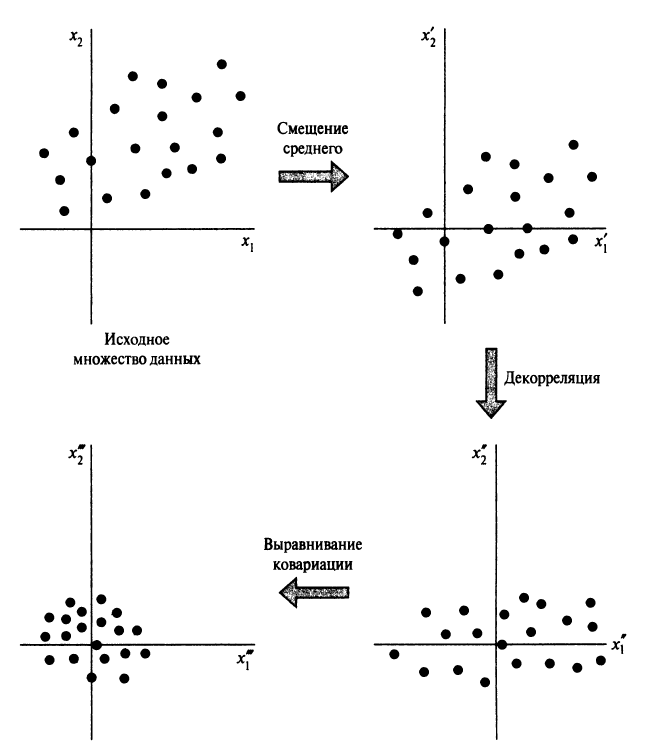 x₂
x′₂
Смещение
среднего
x₁
x′₁
Исходное
множество данных
Декорреляция
x‴₂
x″₂
Выравнивание
ковариации
x‴₁
x″₁